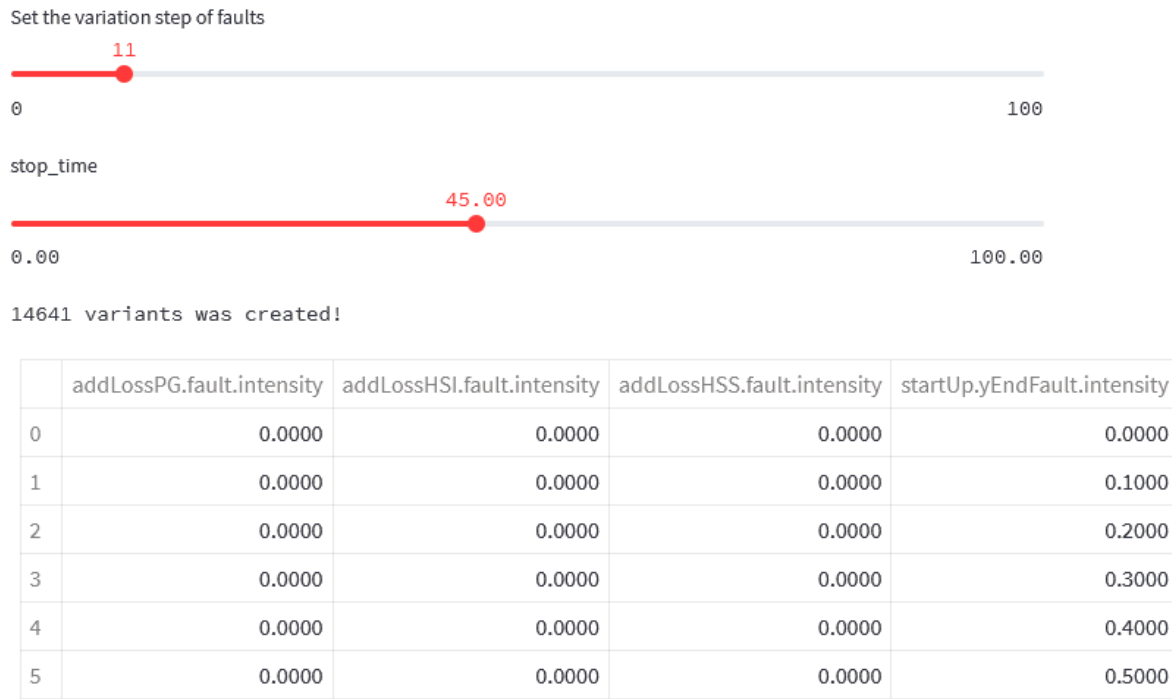 Set the variation step of faults
11
0 100
stop_time
45.00
0.00 100.00
14641 variants was created!
addLossPG.fault.intensity addLossHSI.fault.intensity addLossHSS.fault.intensity startUp.yEndFault.intensity
0 0.0000 0.0000 0.0000 0.0000
1 0.0000 0.0000 0.0000 0.1000
2 0.0000 0.0000 0.0000 0.2000
3 0.0000 0.0000 0.0000 0.3000
4 0.0000 0.0000 0.0000 0.4000
5 0.0000 0.0000 0.0000 0.5000